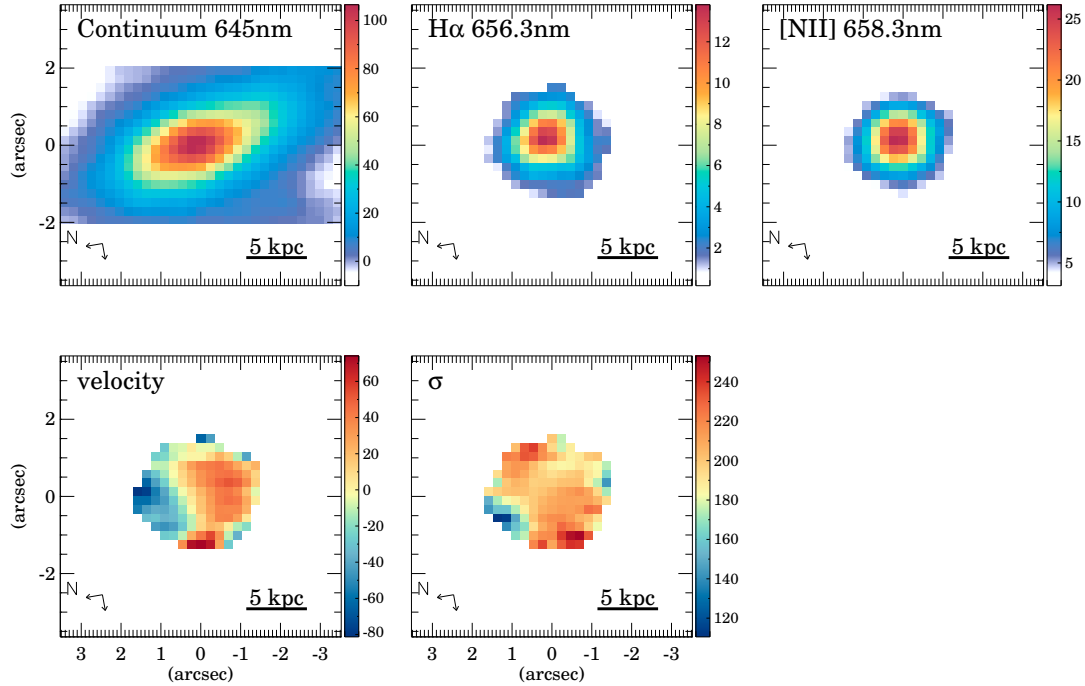 Continuum 645nm
2
0
-2
(arcsec)
N
5 kpc
100
80
60
40
20
0
Hα 656.3nm
N
5 kpc
12
10
8
6
4
2
[NII] 658.3nm
N
5 kpc
25
20
15
10
5
velocity
2
0
-2
(arcsec)
N
5 kpc
3 2 1 0 -1 -2 -3
(arcsec)
60
40
20
0
-20
-40
-60
-80
σ
N
5 kpc
3 2 1 0 -1 -2 -3
(arcsec)
240
220
200
180
160
140
120